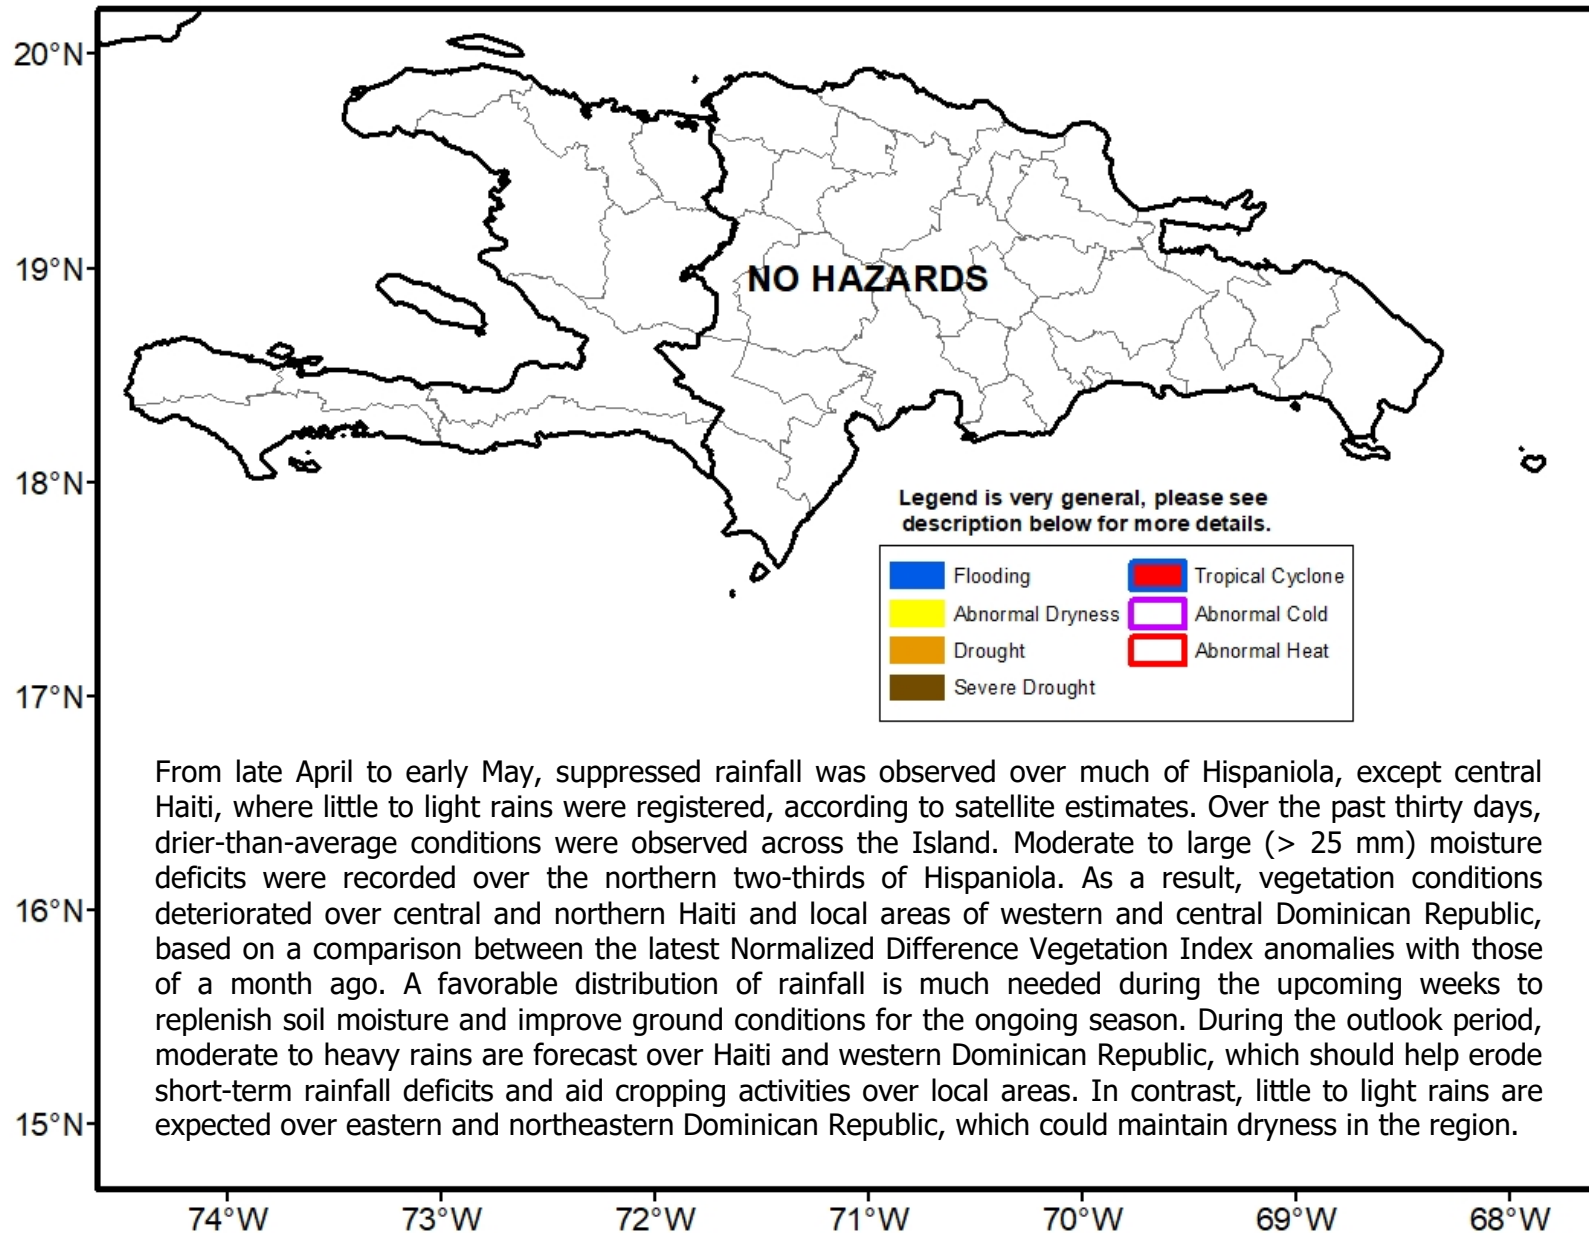 20°N
19°N
18°N
17°N
16°N
15°N
NO HAZARDS
Legend is very general, please see
description below for more details.
Flooding
Tropical Cyclone
Abnormal Dryness
Abnormal Cold
Drought
Abnormal Heat
Severe Drought
From late April to early May, suppressed rainfall was observed over much of Hispaniola, except central
Haiti, where little to light rains were registered, according to satellite estimates. Over the past thirty days,
drier-than-average conditions were observed across the Island. Moderate to large (> 25 mm) moisture
deficits were recorded over the northern two-thirds of Hispaniola. As a result, vegetation conditions
deteriorated over central and northern Haiti and local areas of western and central Dominican Republic,
based on a comparison between the latest Normalized Difference Vegetation Index anomalies with those
of a month ago. A favorable distribution of rainfall is much needed during the upcoming weeks to
replenish soil moisture and improve ground conditions for the ongoing season. During the outlook period,
moderate to heavy rains are forecast over Haiti and western Dominican Republic, which should help erode
short-term rainfall deficits and aid cropping activities over local areas. In contrast, little to light rains are
expected over eastern and northeastern Dominican Republic, which could maintain dryness in the region.
74°W
73°W
72°W
71°W
70°W
69°W
68°W